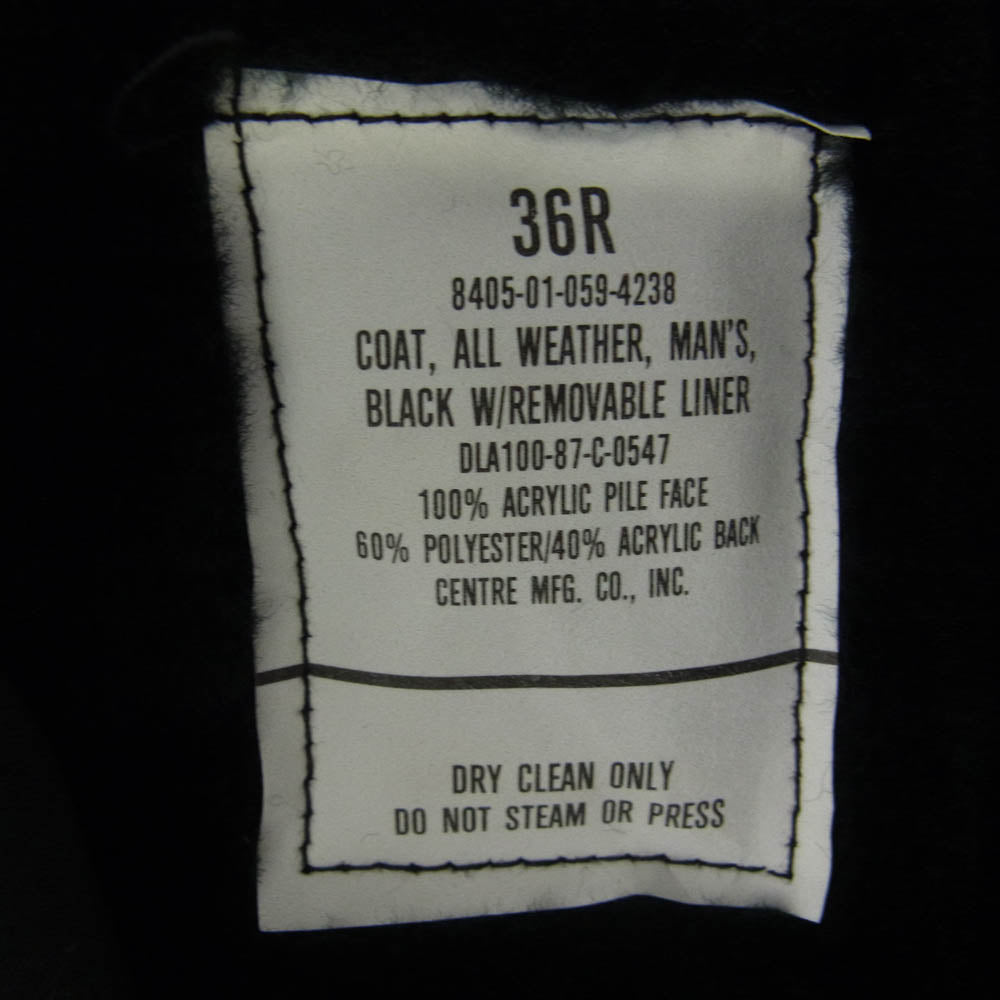 36R
8405-01-059-4238
COAT, ALL WEATHER, MAN'S,
BLACK W/REMOVABLE LINER
DLA100-87-C-0547
100% ACRYLIC PILE FACE
60% POLYESTER/40% ACRYLIC BACK
CENTRE MFG. CO., INC.
DRY CLEAN ONLY
DO NOT STEAM OR PRESS